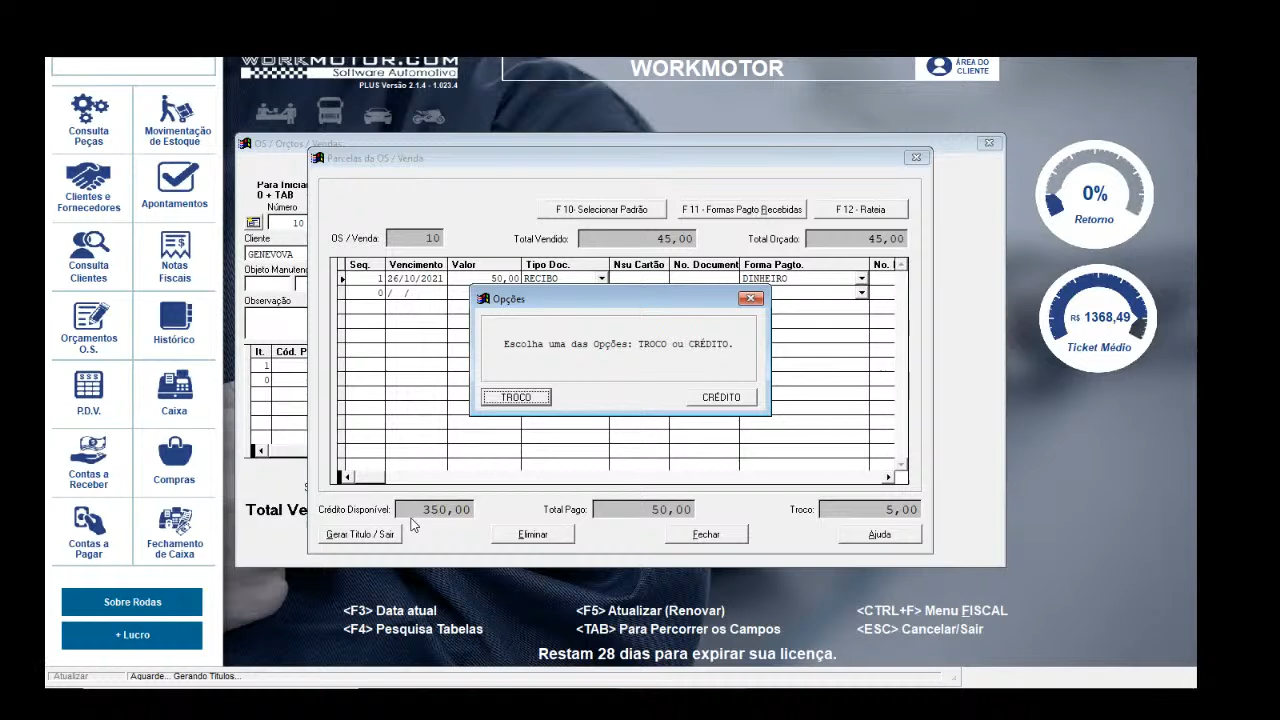 WORKMOTOR.COM
Software Automotivo
PLUS Versão 2.1.4 - 1.023.4
WORKMOTOR
ÁREA DO
CLIENTE
Consulta
Peças
Movimentação
de Estoque
Clientes e
Fornecedores
Apontamentos
Consulta
Clientes
Notas
Fiscais
Orçamentos
O.S.
Histórico
P.D.V.
Caixa
Contas a
Receber
Compras
Contas a
Pagar
Fechamento
de Caixa
Sobre Rodas
+ Lucro
OS / Orctos / Vendas
Para Inicia
0 + TAB
Número
10
Cliente
GENEVOVA
Objeto Manuten
Observação
It. Cód. P
1
0
Total Ve
Parcelas da OS / Venda
F 10- Selecionar Padrão
F 11 - Formas Pagto Recebidas
F 12 - Rateia
OS / Venda: 10
Total Vendido: 45,00
Total Orçado: 45,00
Seq. Vencimento Valor Tipo Doc. Nsu Cartão No. Document Forma Pagto. No. I
1 26/10/2021 50,00 RECIBO DINHEIRO
0 / /
Opções
Escolha uma das Opções: TROCO ou CRÉDITO.
TROCO
CRÉDITO
Crédito Disponível: 350,00
Total Pago: 50,00
Troco: 5,00
Gerar Título / Sair
Eliminar
Fechar
Ajuda
0%
Retorno
R$ 1368,49
Ticket Médio
<F3> Data atual
<F5> Atualizar (Renovar)
<CTRL+F> Menu FISCAL
<F4> Pesquisa Tabelas
<TAB> Para Percorrer os Campos
<ESC> Cancelar/Sair
Restam 28 dias para expirar sua licença.
Atualizar
Aguarde... Gerando Titulos...